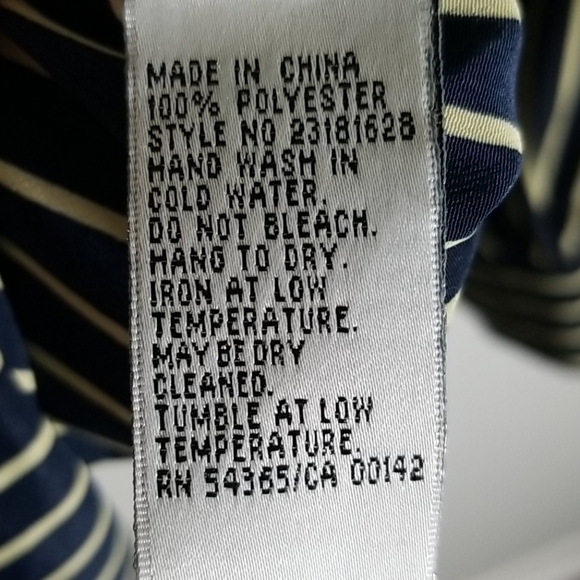 MADE IN CHINA
100% POLYESTER
STYLE NO 23181628
HAND WASH IN
COLD WATER.
DO NOT BLEACH.
HANG TO DRY.
IRON AT LOW
TEMPERATURE.
MAY BE DRY
CLEANED.
TUMBLE AT LOW
TEMPERATURE.
RN 54365/CA 00142